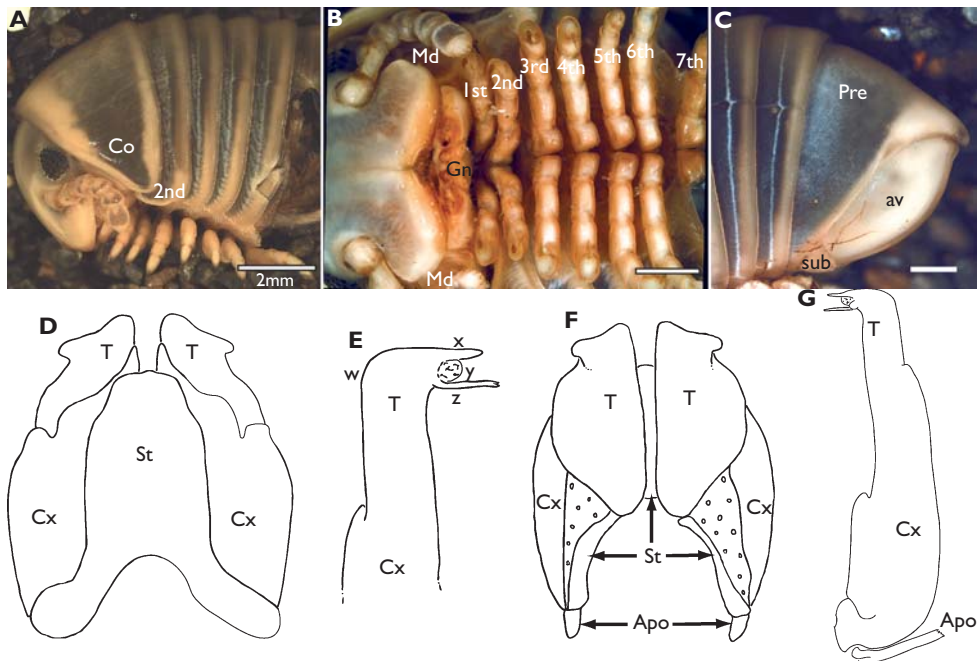 A
Co
2nd
2mm
B
Md
1st
2nd
3rd
4th
5th
6th
7th
Gn
Md
C
Pre
av
sub
D
T
T
St
Cx
Cx
E
x
w
y
T
z
Cx
F
T
T
Cx
Cx
St
Apo
G
T
Cx
Apo